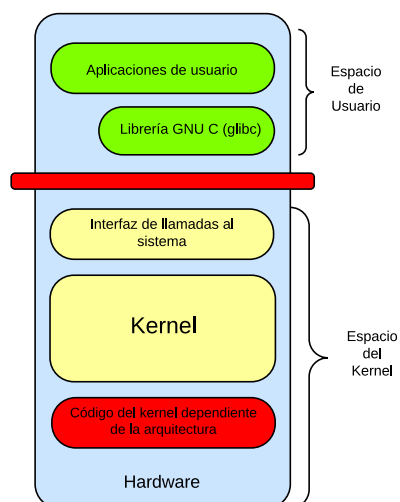 Aplicaciones de usuario
Librería GNU C (glibc)
Espacio
de
Usuario
Interfaz de llamadas al
sistema
Kernel
Espacio
del
Kernel
Código del kernel dependiente
de la arquitectura
Hardware